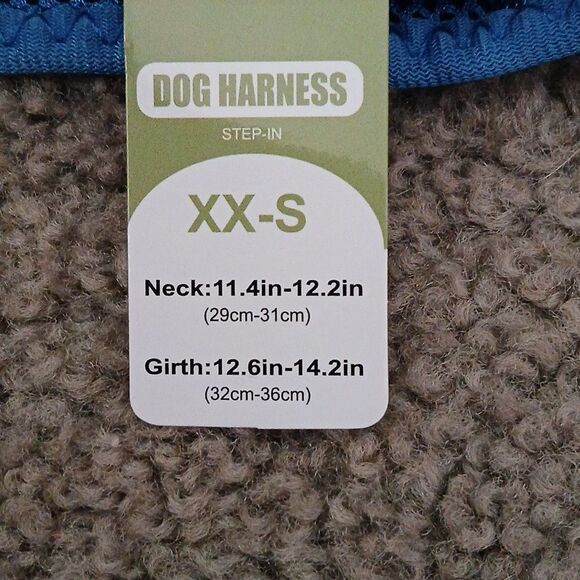 DOG HARNESS
STEP-IN
XX-S
Neck:11.4in-12.2in
(29cm-31cm)
Girth:12.6in-14.2in
(32cm-36cm)